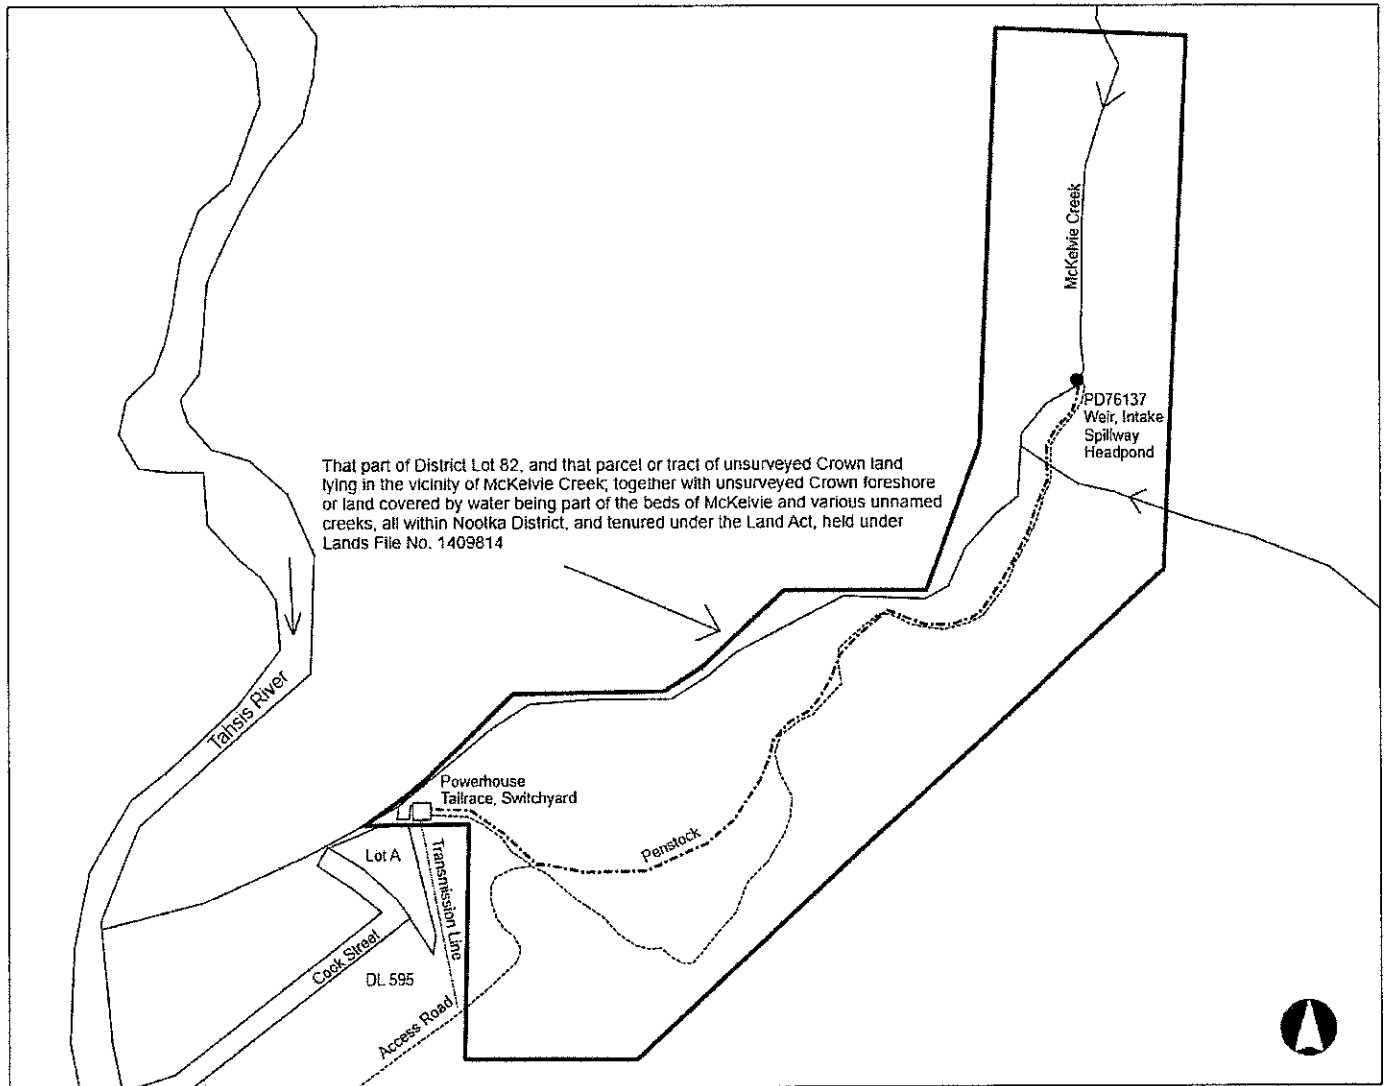 McKelvie Creek
PD76137
Weir, Intake
Spillway
Headpond
That part of District Lot 82, and that parcel or tract of unsurveyed Crown land
lying in the vicinity of McKelvie Creek; together with unsurveyed Crown foreshore
or land covered by water being part of the beds of McKelvie and various unnamed
creeks, all within Nootka District, and tenured under the Land Act, held under
Lands File No. 1409814
Tahsis River
Powerhouse
Tailrace, Switchyard
Penstock
Lot A
Transmission Line
Cook Street
DL 595
Access Road